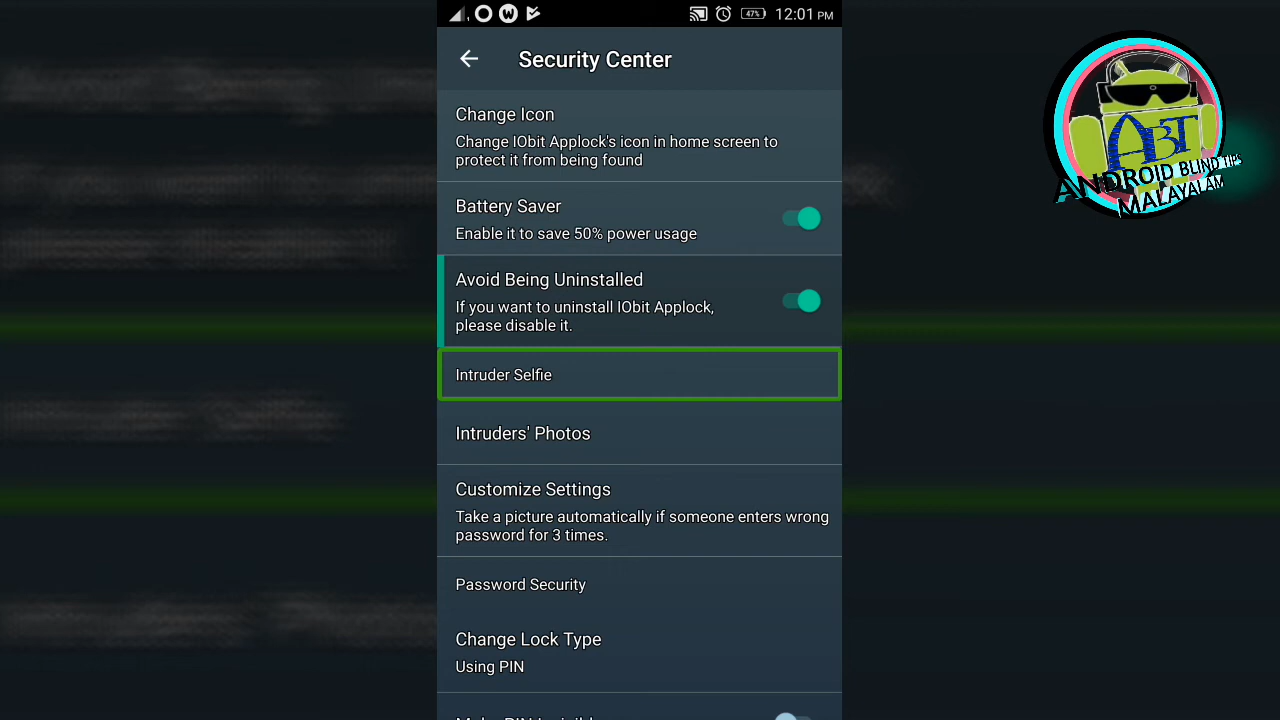 47%
12:01 PM
Security Center
Change Icon
Change IObit Applock's icon in home screen to
protect it from being found
Battery Saver
Enable it to save 50% power usage
Avoid Being Uninstalled
If you want to uninstall IObit Applock,
please disable it.
Intruder Selfie
Intruders' Photos
Customize Settings
Take a picture automatically if someone enters wrong
password for 3 times.
Password Security
Change Lock Type
Using PIN
ABT
ANDROID BLIND TIPS
MALAYALAM